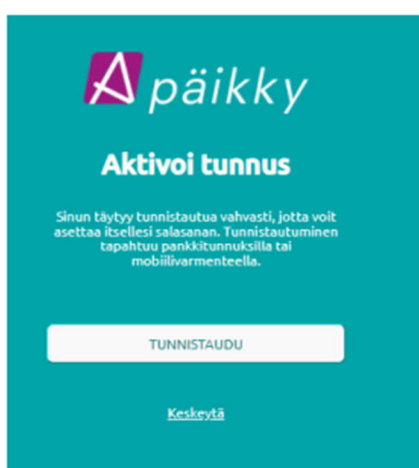 A päikky
Aktivoi tunnus
Sinun täytyy tunnistautua vahvasti, jotta voit
asettaa itsellesi salasanan. Tunnistautuminen
tapahtuu pankkitunnuksilla tai
mobiilivarmenteella.
TUNNISTAUDU
Keskeytä